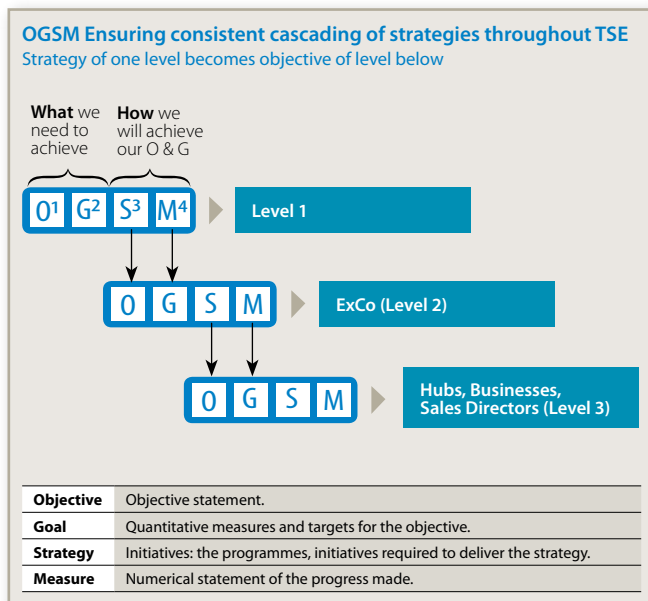 OGSM Ensuring consistent cascading of strategies throughout TSE
Strategy of one level becomes objective of level below
What we
need to
achieve
How we
will achieve
our O & G
O¹ G² S³ M⁴
Level 1
O G S M
ExCo (Level 2)
O G S M
Hubs, Businesses,
Sales Directors (Level 3)
Objective Objective statement.
Goal Quantitative measures and targets for the objective.
Strategy Initiatives: the programmes, initiatives required to deliver the strategy.
Measure Numerical statement of the progress made.